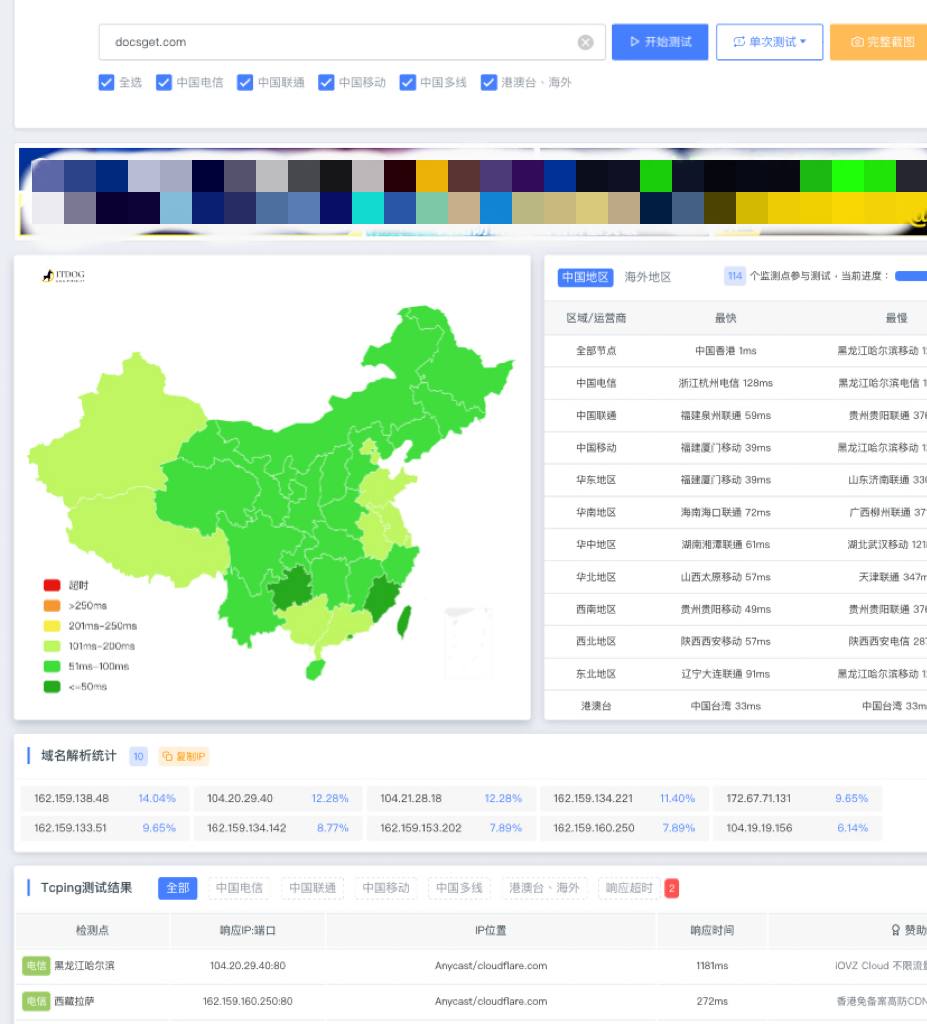 docsget.com 开始测试 单次测试 完整截图
全选 中国电信 中国联通 中国移动 中国多线 港澳台、海外
ITDOG
超时
>250ms
201ms-250ms
101ms-200ms
51ms-100ms
<=50ms
中国地区 海外地区 114 个监测点参与测试,当前进度:
区域/运营商 最快 最慢
全部节点 中国香港 1ms 黑龙江哈尔滨移动
中国电信 浙江杭州电信 128ms 黑龙江哈尔滨电信
中国联通 福建泉州联通 59ms 贵州贵阳联通
中国移动 福建厦门移动 39ms 黑龙江哈尔滨移动
华东地区 福建厦门移动 39ms 山东济南联通
华南地区 海南海口联通 72ms 广西柳州联通
华中地区 湖南湘潭联通 61ms 湖北武汉移动
华北地区 山西太原移动 57ms 天津联通 347m
西南地区 贵州贵阳移动 49ms 贵州贵阳联通
西北地区 陕西西安移动 57ms 陕西西安电信
东北地区 辽宁大连联通 91ms 黑龙江哈尔滨移动
港澳台 中国台湾 33ms 中国台湾 33m
域名解析统计 10 复制IP
162.159.138.48 14.04% 104.20.29.40 12.28% 104.21.28.18 12.28% 162.159.134.221 11.40% 172.67.71.131 9.65%
162.159.133.51 9.65% 162.159.134.142 8.77% 162.159.153.202 7.89% 162.159.160.250 7.89% 104.19.19.156 6.14%
Tcping测试结果 全部 中国电信 中国联通 中国移动 中国多线 港澳台、海外 响应超时 2
检测点 响应IP:端口 IP位置 响应时间 赞助
电信 黑龙江哈尔滨 104.20.29.40:80 Anycast/cloudflare.com 1181ms iOVZ Cloud 不限流量
电信 西藏拉萨 162.159.160.250:80 Anycast/cloudflare.com 272ms 香港免备案高防CDN